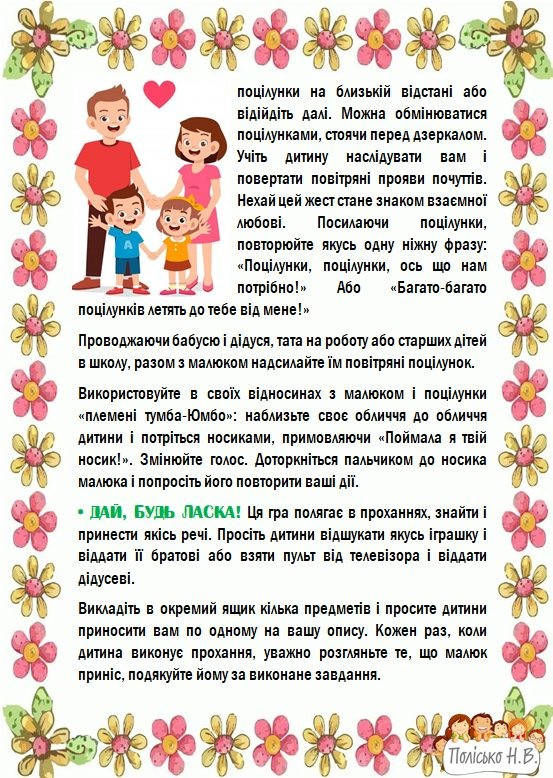 поцілунки на близькій відстані або
відійдіть далі. Можна обмінюватися
поцілунками, стоячи перед дзеркалом.
Учіть дитину наслідувати вам і
повертати повітряні прояви почуттів.
Нехай цей жест стане знаком взаємної
любові. Посилаючи поцілунки,
повторюйте якусь одну ніжну фразу:
«Поцілунки, поцілунки, ось що нам
потрібно!» Або «Багато-багато
поцілунків летять до тебе від мене!»
Проводжаючи бабусю і дідуся, тата на роботу або старших дітей
в школу, разом з малюком надсилайте їм повітряні поцілунок.
Використовуйте в своїх відносинах з малюком і поцілунки
«племені тумба-Юмбо»: наблизьте своє обличчя до обличчя
дитини і потріться носиками, примовляючи «Поймала я твій
носик!». Змінюйте голос. Доторкніться пальчиком до носика
малюка і попросіть його повторити ваші дії.
• ДАЙ, БУДЬ ЛАСКА! Ця гра полягає в проханнях, знайти і
принести якісь речі. Просіть дитини відшукати якусь іграшку і
віддати її братові або взяти пульт від телевізора і віддати
дідусеві.
Викладіть в окремий ящик кілька предметів і просите дитини
приносити вам по одному на вашу опису. Кожен раз, коли
дитина виконує прохання, уважно розгляньте те, що малюк
приніс, подякуйте йому за виконане завдання.
Полісько Н.В.